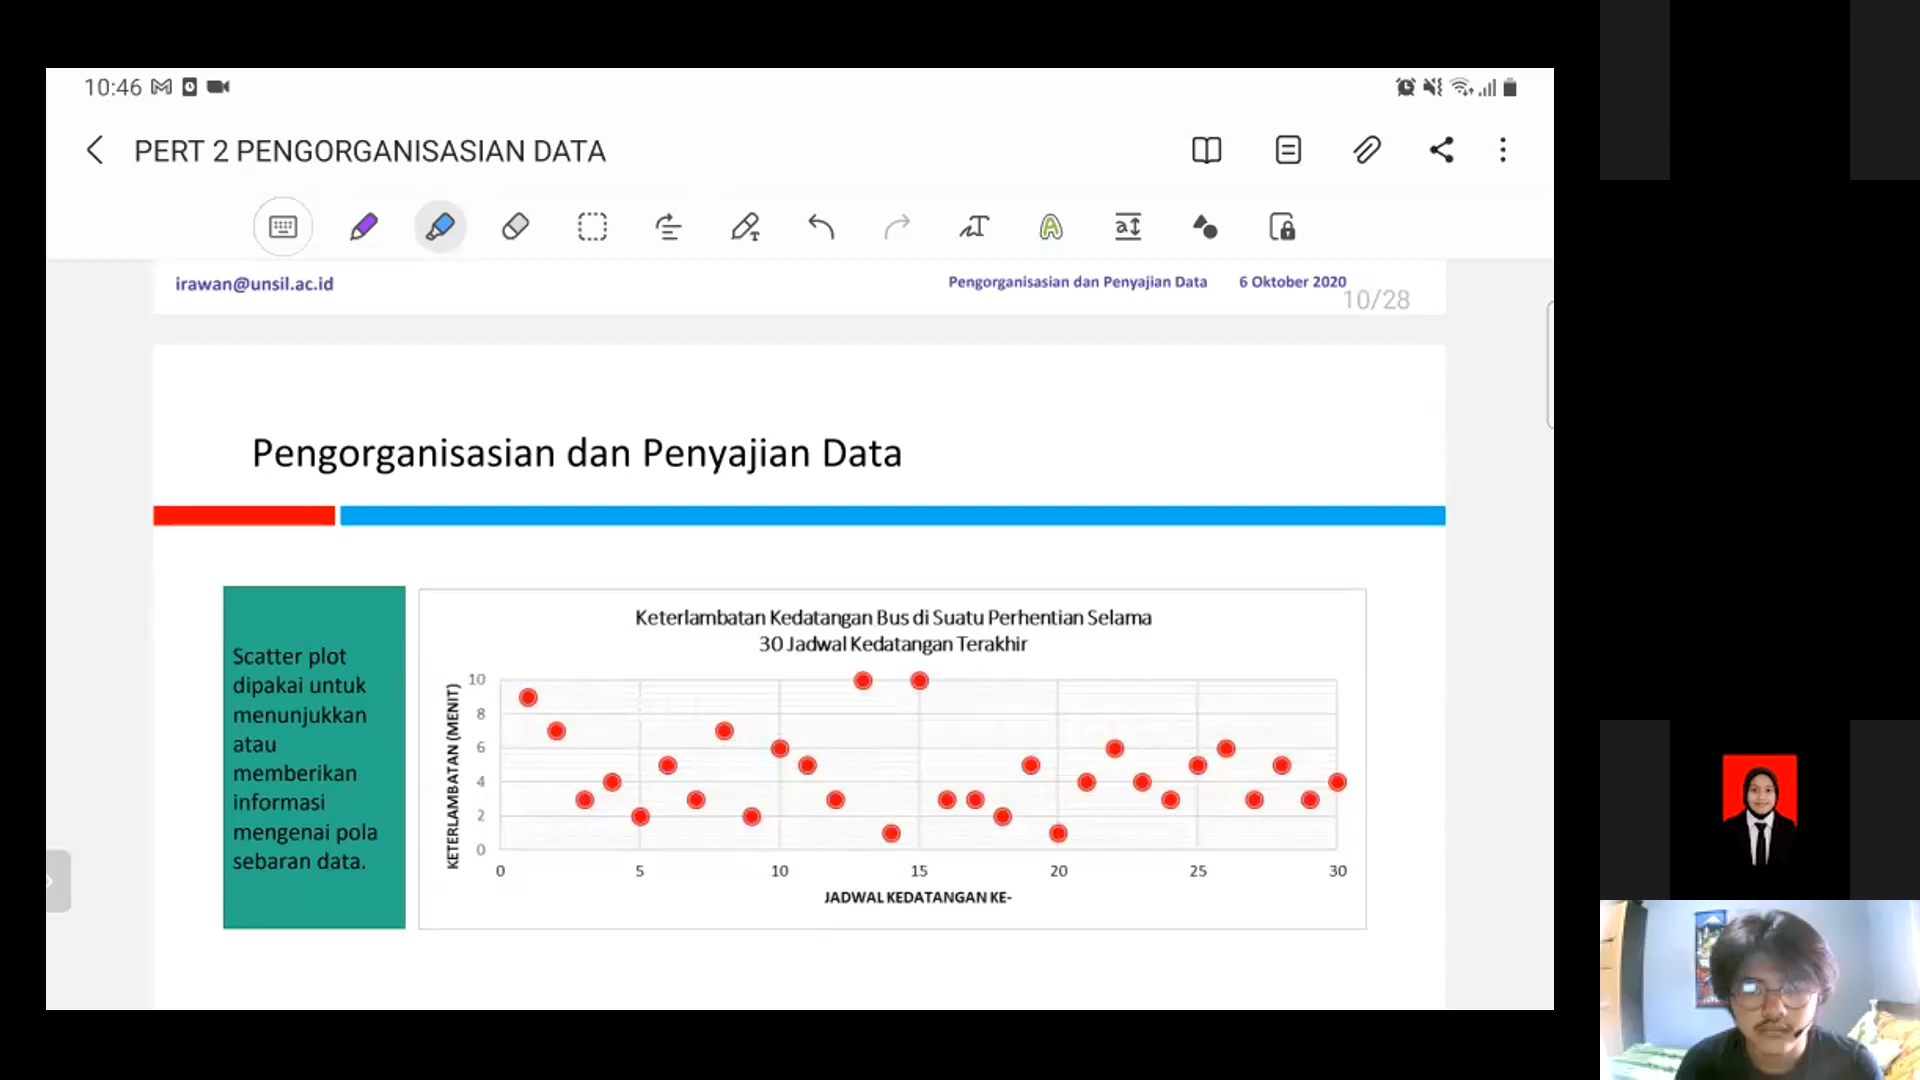 10:46
PERT 2 PENGORGANISASIAN DATA
irawan@unsil.ac.id
Pengorganisasian dan Penyajian Data 6 Oktober 2020
10/28
Pengorganisasian dan Penyajian Data
Scatter plot
dipakai untuk
menunjukkan
atau
memberikan
informasi
mengenai pola
sebaran data.
Keterlambatan Kedatangan Bus di Suatu Perhentian Selama
30 Jadwal Kedatangan Terakhir
KETERLAMBATAN (MENIT)
10
8
6
4
2
0
0 5 10 15 20 25 30
JADWAL KEDATANGAN KE-